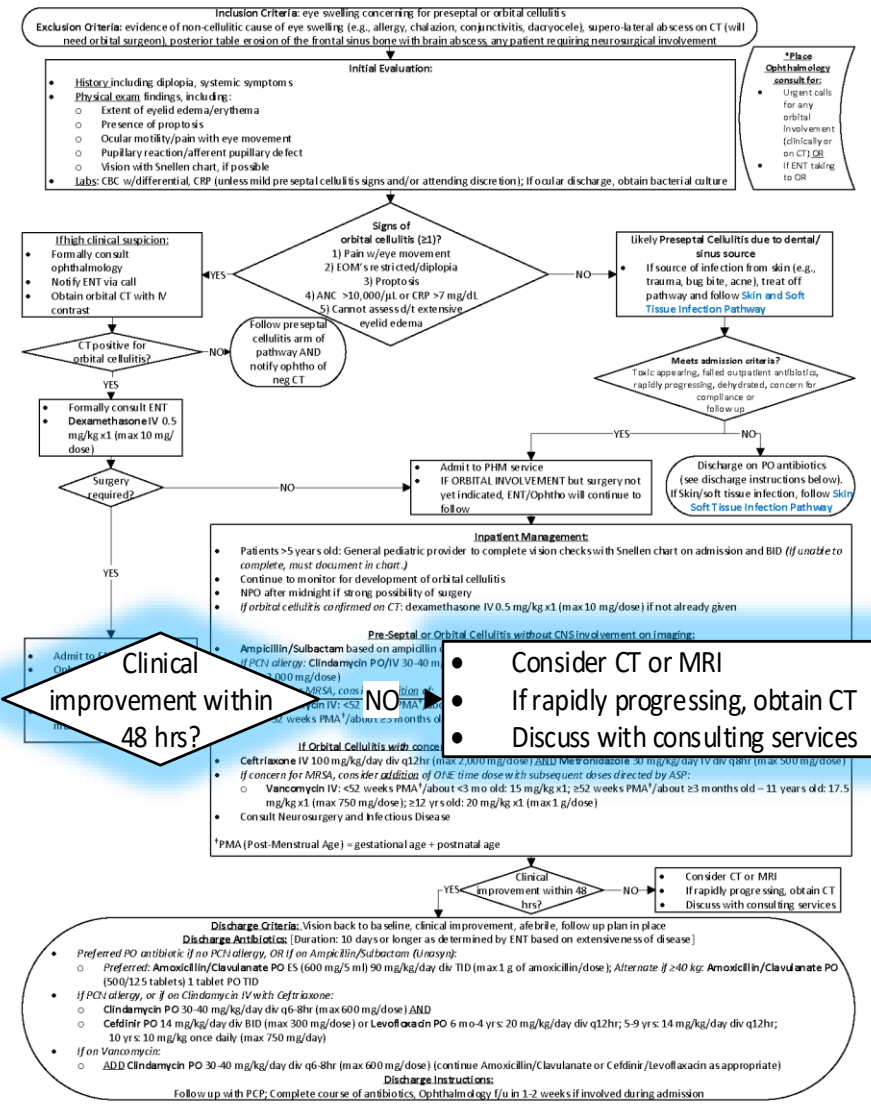 Inclusion Criteria: eye swelling concerning for preseptal or orbital cellulitis
Exclusion Criteria: evidence of non-cellulitic cause of eye swelling (e.g., allergy, chalazion, conjunctivitis, dacryocele), supero-lateral abscess on CT (will
need orbital surgeon), posterior table erosion of the frontal sinus bone with brain abscess, any patient requiring neurosurgical involvement
Initial Evaluation:
• History including diplopia, systemic symptoms
• Physical exam findings, including:
o Extent of eyelid edema/erythema
o Presence of proptosis
o Ocular motility/pain with eye movement
o Pupillary reaction/afferent pupillary defect
o Vision with Snellen chart, if possible
• Labs: CBC w/differential, CRP (unless mild preseptal cellulitis signs and/or attending discretion); If ocular discharge, obtain bacterial culture
*Place
Ophthalmology
consult for:
• Urgent calls
for any
orbital
involvement
(clinically or
on CT) OR
• If ENT taking
to OR
If high clinical suspicion:
• Formally consult
ophthalmology
• Notify ENT via call
• Obtain orbital CT with IV
contrast
YES
Signs of
orbital cellulitis (≥1)?
1) Pain w/eye movement
2) EOM's restricted/diplopia
3) Proptosis
4) ANC >10,000/µL or CRP >7 mg/dL
5) Cannot assess d/t extensive
eyelid edema
NO
Likely Preseptal Cellulitis due to dental/
sinus source
• If source of infection from skin (e.g.,
trauma, bug bite, acne), treat off
pathway and follow Skin and Soft
Tissue Infection Pathway
CT positive for
orbital cellulitis?
NO
Follow preseptal
cellulitis arm of
pathway AND
notify ophtho of
neg CT
Meets admission criteria?
Toxic appearing, failed outpatient antibiotics,
rapidly progressing, dehydrated, concern for
compliance or
follow up
YES
• Formally consult ENT
• Dexamethasone IV 0.5
mg/kg x1 (max 10 mg/
dose)
YES
NO
Surgery
required?
NO
• Admit to PHM service
• IF ORBITAL INVOLVEMENT but surgery not
yet indicated, ENT/Ophtho will continue to
follow
Discharge on PO antibiotics
(see discharge instructions below).
If Skin/soft tissue infection, follow Skin
Soft Tissue Infection Pathway
YES
Inpatient Management:
• Patients >5 years old: General pediatric provider to complete vision checks with Snellen chart on admission and BID (If unable to
complete, must document in chart.)
• Continue to monitor for development of orbital cellulitis
• NPO after midnight if strong possibility of surgery
• If orbital cellulitis confirmed on CT: dexamethasone IV 0.5 mg/kg x1 (max 10 mg/dose) if not already given
Pre-Septal or Orbital Cellulitis without CNS involvement on imaging:
• Ampicillin/Sulbactam based on ampicillin
If PCN allergy: Clindamycin PO/IV 30-40
• Admit to
Clinical
improvement within
48 hrs?
NO
• Consider CT or MRI
• If rapidly progressing, obtain CT
• Discuss with consulting services
If Orbital Cellulitis with
• Ceftriaxone IV 100 mg/kg/day div q12hr (max 2,000 mg/dose) AND Metronidazole 30 mg/kg/day IV div q8hr (max 500 mg/dose)
• If concern for MRSA, consider addition of ONE time dose with subsequent doses directed by ASP:
o Vancomycin IV: <52 weeks PMA†/about <3 mo old: 15 mg/kg x1; ≥52 weeks PMA†/about ≥3 months old – 11 years old: 17.5
mg/kg x1 (max 750 mg/dose); ≥12 yrs old: 20 mg/kg x1 (max 1 g/dose)
• Consult Neurosurgery and Infectious Disease
†PMA (Post-Menstrual Age) = gestational age + postnatal age
YES
Clinical
improvement within 48
hrs?
NO
• Consider CT or MRI
• If rapidly progressing, obtain CT
• Discuss with consulting services
Discharge Criteria: Vision back to baseline, clinical improvement, afebrile, follow up plan in place
Discharge Antibiotics: [Duration: 10 days or longer as determined by ENT based on extensiveness of disease]
• If no PCN allergy, OR if on Ampicillin/Sulbactam (Unasyn):
o Preferred: Amoxicillin/Clavulanate PO ES (600 mg/5 ml) 90 mg/kg/day div TID (max 1 g of amoxicillin/dose); Alternate if ≥40 kg: Amoxicillin/Clavulanate PO
(500/125 tablets) 1 tablet PO TID
• If PCN allergy, or if on Clindamycin IV with Ceftriaxone:
o Clindamycin PO 30-40 mg/kg/day div q6-8hr (max 600 mg/dose) AND
o Cefdinir PO 14 mg/kg/day div BID (max 300 mg/dose) or Levofloxacin PO 6 mo-4 yrs: 20 mg/kg/day div q12hr; 5-9 yrs: 14 mg/kg/day div q12hr;
10 yrs: 10 mg/kg once daily (max 750 mg/day)
• If on Vancomycin:
o ADD Clindamycin PO 30-40 mg/kg/day div q6-8hr (max 600 mg/dose) (continue Amoxicillin/Clavulanate or Cefdinir/Levoflaxacin as appropriate)
Discharge Instructions:
Follow up with PCP; Complete course of antibiotics, Ophthalmology f/u in 1-2 weeks if involved during admission